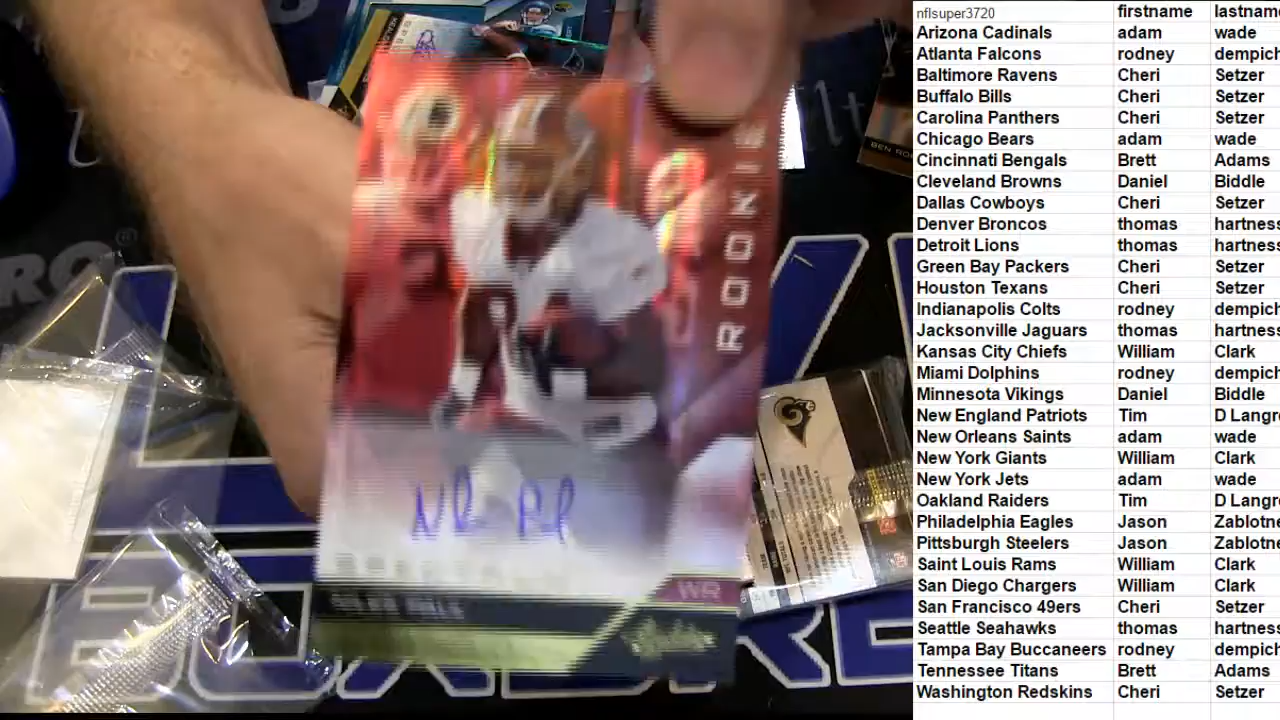 ROOKIE
WR
nflsuper3720 firstname lastname
Arizona Cadinals adam wade
Atlanta Falcons rodney dempich
Baltimore Ravens Cheri Setzer
Buffalo Bills Cheri Setzer
Carolina Panthers Cheri Setzer
Chicago Bears adam wade
Cincinnati Bengals Brett Adams
Cleveland Browns Daniel Biddle
Dallas Cowboys Cheri Setzer
Denver Broncos thomas hartness
Detroit Lions thomas hartness
Green Bay Packers Cheri Setzer
Houston Texans Cheri Setzer
Indianapolis Colts rodney dempich
Jacksonville Jaguars thomas hartness
Kansas City Chiefs William Clark
Miami Dolphins rodney dempich
Minnesota Vikings Daniel Biddle
New England Patriots Tim D Langre
New Orleans Saints adam wade
New York Giants William Clark
New York Jets adam wade
Oakland Raiders Tim D Langre
Philadelphia Eagles Jason Zablotne
Pittsburgh Steelers Jason Zablotne
Saint Louis Rams William Clark
San Diego Chargers William Clark
San Francisco 49ers Cheri Setzer
Seattle Seahawks thomas hartness
Tampa Bay Buccaneers rodney dempich
Tennessee Titans Brett Adams
Washington Redskins Cheri Setzer